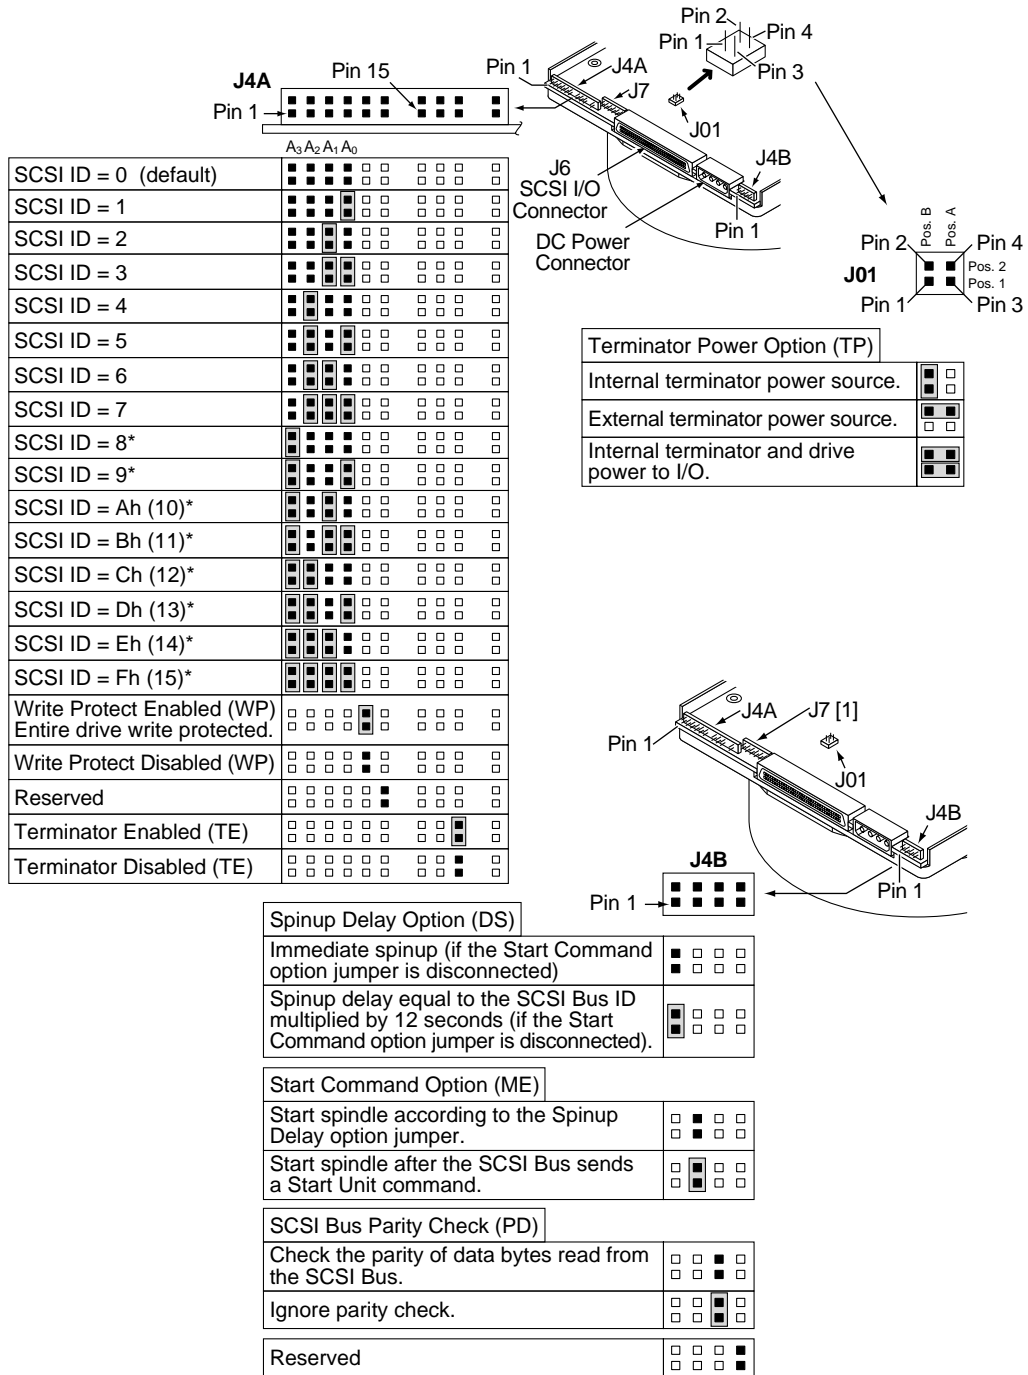 Pin 2
Pin 1
Pin 4
Pin 3
J4A
Pin 15
Pin 1
Pin 1
J4A
J7
J01
J6
SCSI I/O
Connector
J4B
Pin 1
DC Power
Connector
A3 A2 A1 A0
SCSI ID = 0 (default)
SCSI ID = 1
SCSI ID = 2
SCSI ID = 3
SCSI ID = 4
SCSI ID = 5
SCSI ID = 6
SCSI ID = 7
SCSI ID = 8*
SCSI ID = 9*
SCSI ID = Ah (10)*
SCSI ID = Bh (11)*
SCSI ID = Ch (12)*
SCSI ID = Dh (13)*
SCSI ID = Eh (14)*
SCSI ID = Fh (15)*
Write Protect Enabled (WP)
Entire drive write protected.
Write Protect Disabled (WP)
Reserved
Terminator Enabled (TE)
Terminator Disabled (TE)
Pos. B
Pos. A
Pin 2
Pin 4
J01
Pos. 2
Pos. 1
Pin 1
Pin 3
Terminator Power Option (TP)
Internal terminator power source.
External terminator power source.
Internal terminator and drive
power to I/O.
J4A
J7 [1]
Pin 1
J01
J4B
J4B
Pin 1
Pin 1
Spinup Delay Option (DS)
Immediate spinup (if the Start Command
option jumper is disconnected)
Spinup delay equal to the SCSI Bus ID
multiplied by 12 seconds (if the Start
Command option jumper is disconnected).
Start Command Option (ME)
Start spindle according to the Spinup
Delay option jumper.
Start spindle after the SCSI Bus sends
a Start Unit command.
SCSI Bus Parity Check (PD)
Check the parity of data bytes read from
the SCSI Bus.
Ignore parity check.
Reserved